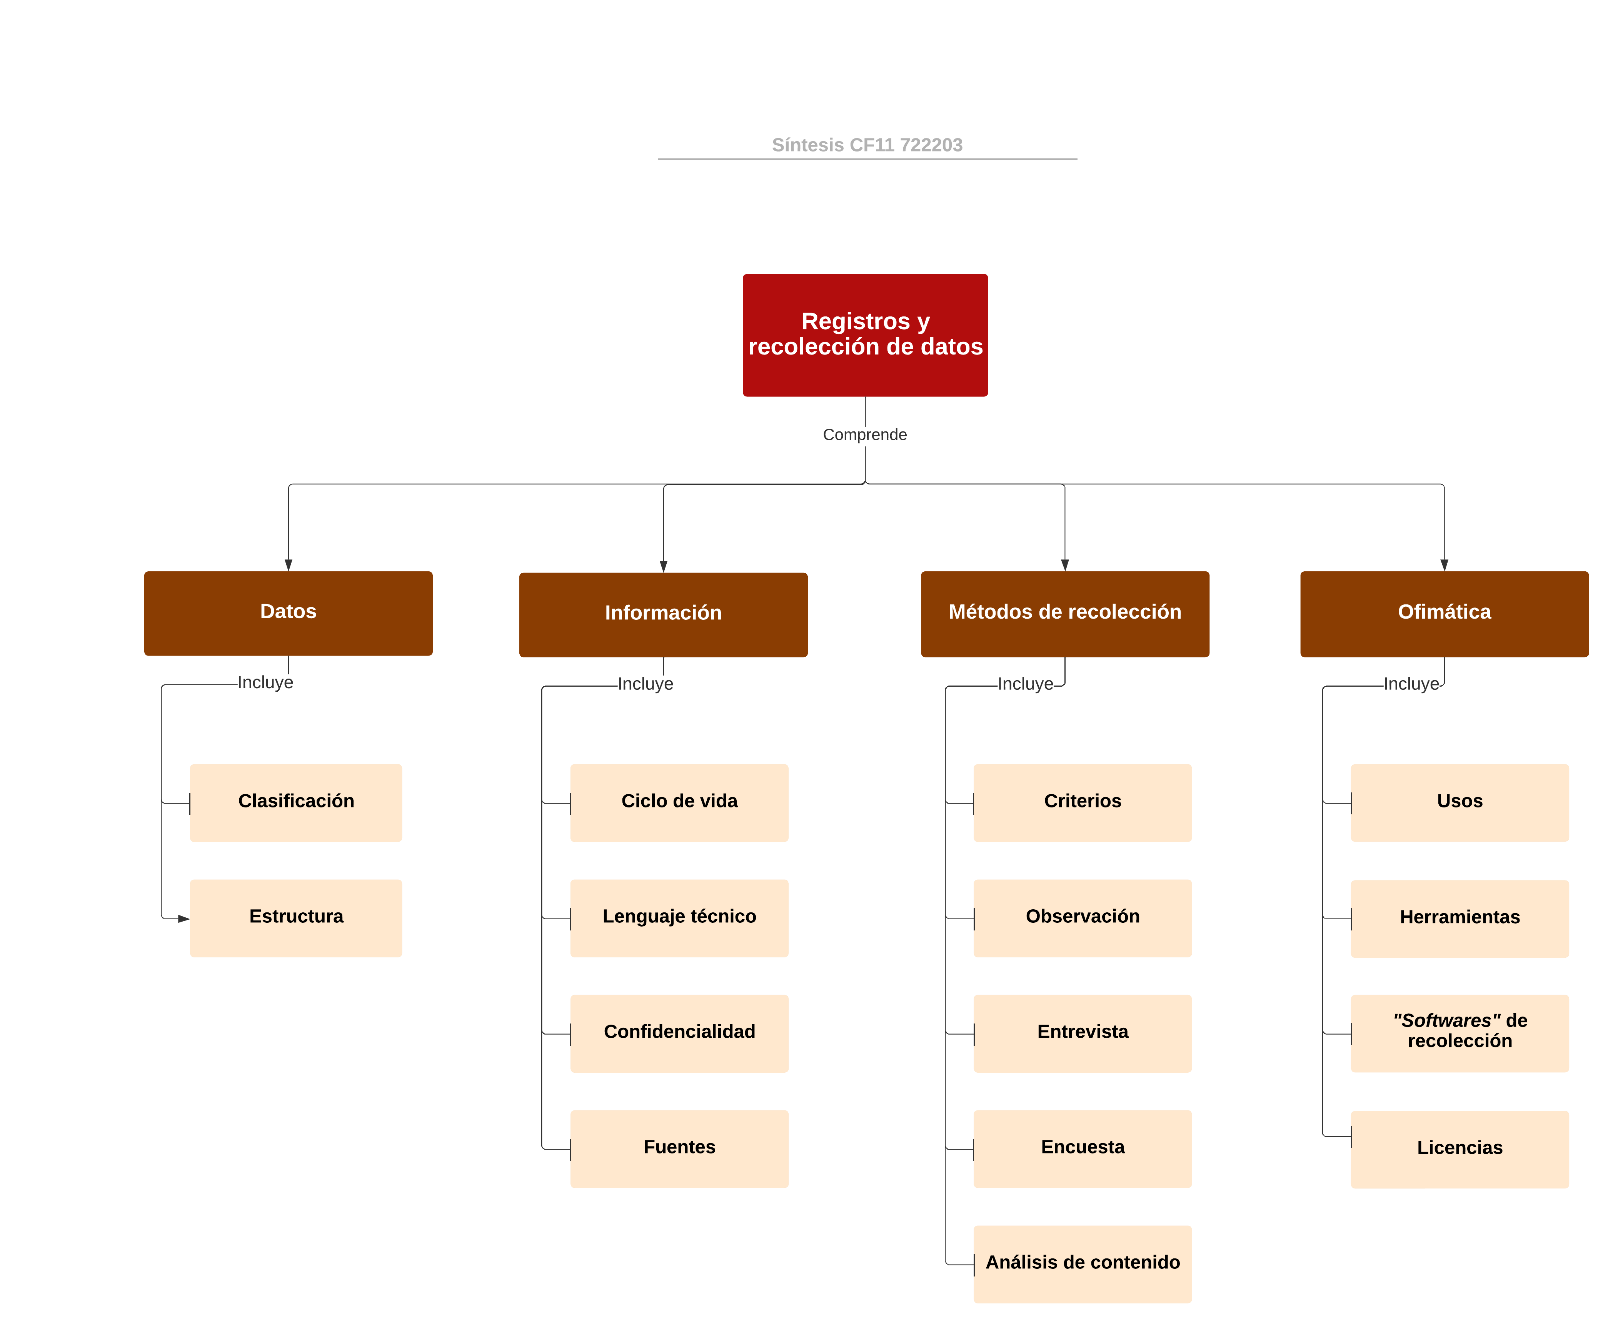 Síntesis CF11 722203
Registros y
recolección de datos
Comprende
Datos
Información
Métodos de recolección
Ofimática
Incluye
Incluye
Incluye
Incluye
Clasificación
Ciclo de vida
Criterios
Usos
Estructura
Lenguaje técnico
Observación
Herramientas
Confidencialidad
Entrevista
"Softwares" de
recolección
Fuentes
Encuesta
Licencias
Análisis de contenido